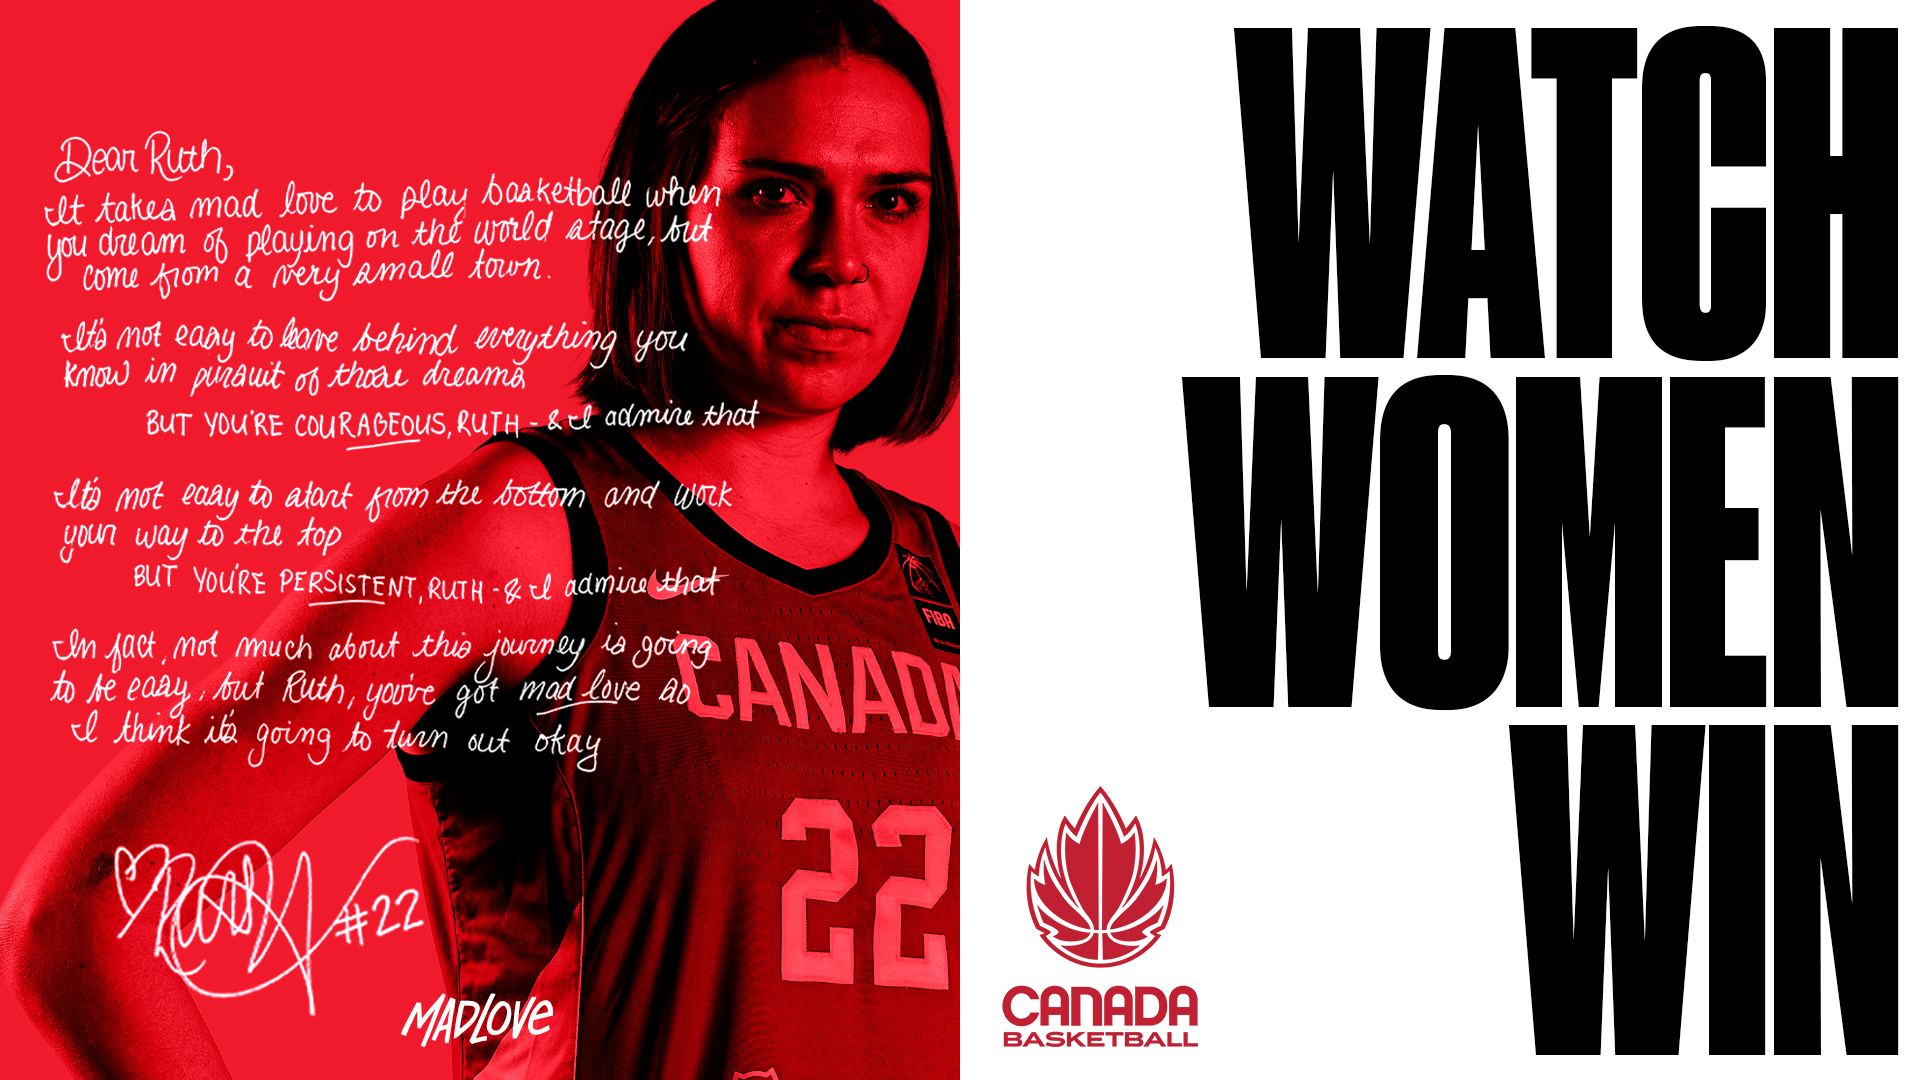 Dear Ruth,
It takes mad love to play basketball when
you dream of playing on the world stage, but
come from a very small town.
It's not easy to leave behind everything you
know in pursuit of those dreams
BUT YOU'RE COURAGEOUS, RUTH - & I admire that
It's not easy to start from the bottom and work
your way to the top
BUT YOU'RE PERSISTENT, RUTH - & I admire that
In fact, not much about this journey is going
to be easy, but Ruth, you've got mad love so
I think it's going to turn out okay
#22
MADLOVE
FIBA
CANADA
22
WATCH
WOMEN
WIN
CANADA
BASKETBALL